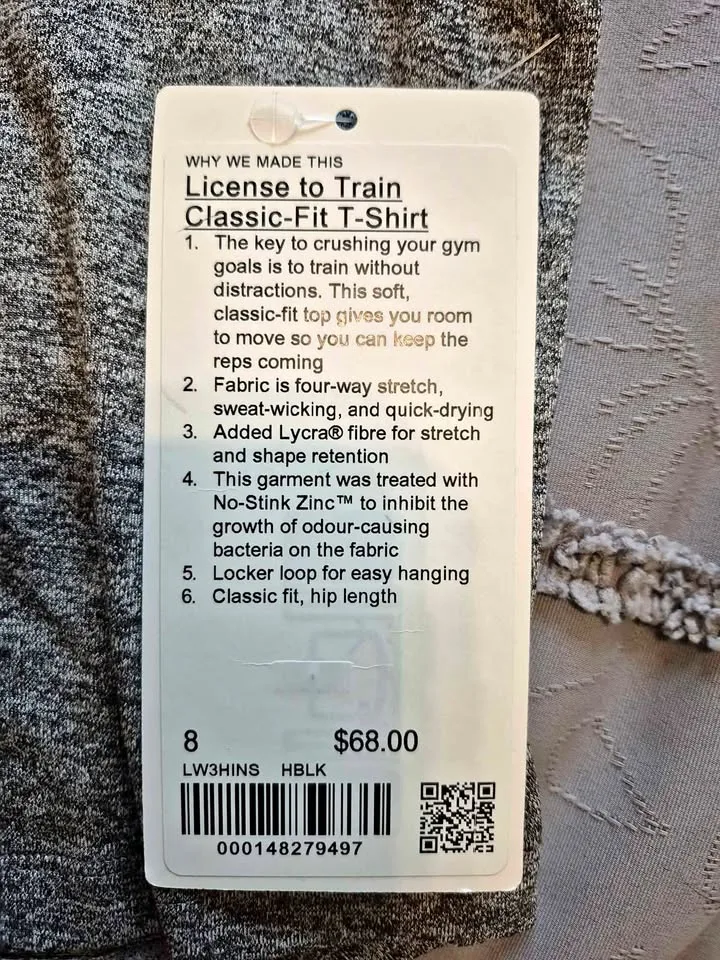 WHY WE MADE THIS
License to Train
Classic-Fit T-Shirt
1. The key to crushing your gym
goals is to train without
distractions. This soft,
classic-fit top gives you room
to move so you can keep the
reps coming
2. Fabric is four-way stretch,
sweat-wicking, and quick-drying
3. Added Lycra® fibre for stretch
and shape retention
4. This garment was treated with
No-Stink Zinc™ to inhibit the
growth of odour-causing
bacteria on the fabric
5. Locker loop for easy hanging
6. Classic fit, hip length
8 $68.00
LW3HINS HBLK
000148279497